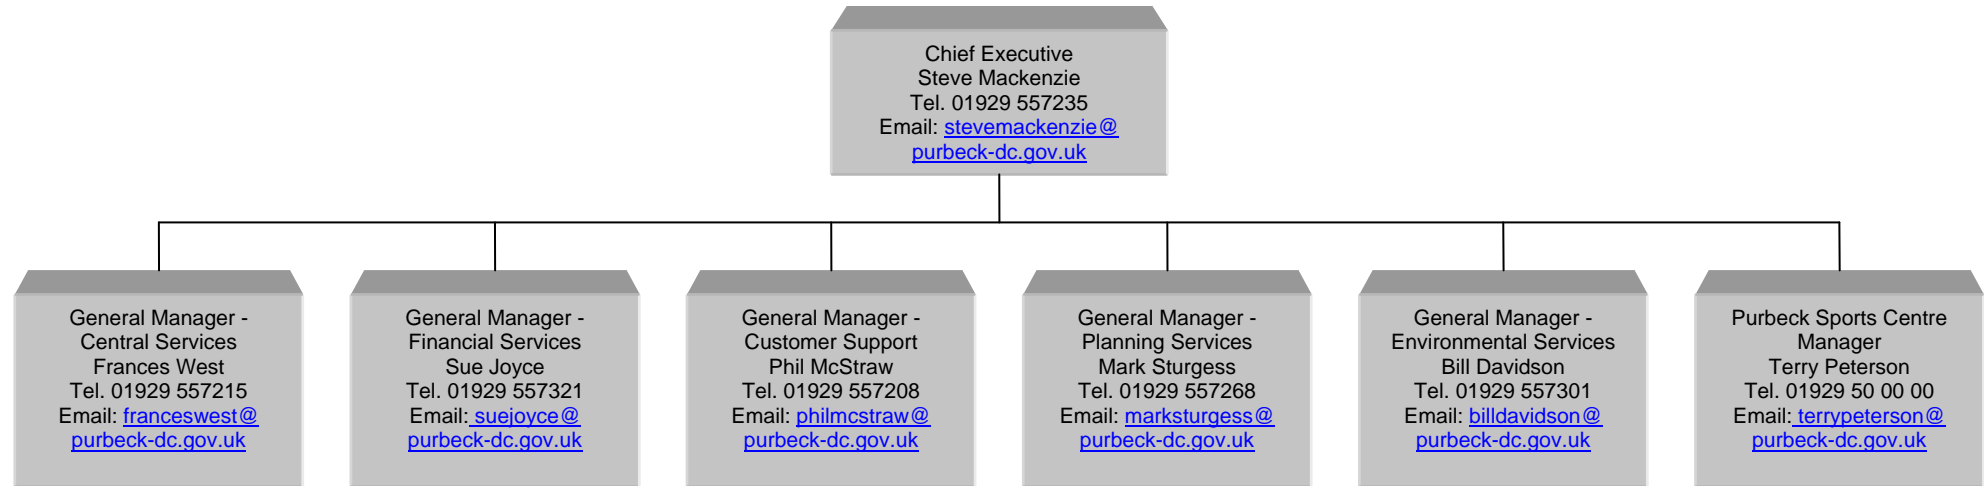 Chief Executive
Steve Mackenzie
Tel. 01929 557235
Email: stevemackenzie@
purbeck-dc.gov.uk
General Manager -
Central Services
Frances West
Tel. 01929 557215
Email: franceswest@
purbeck-dc.gov.uk
General Manager -
Financial Services
Sue Joyce
Tel. 01929 557321
Email: suejoyce@
purbeck-dc.gov.uk
General Manager -
Customer Support
Phil McStraw
Tel. 01929 557208
Email: philmcstraw@
purbeck-dc.gov.uk
General Manager -
Planning Services
Mark Sturgess
Tel. 01929 557268
Email: marksturgess@
purbeck-dc.gov.uk
General Manager -
Environmental Services
Bill Davidson
Tel. 01929 557301
Email: billdavidson@
purbeck-dc.gov.uk
Purbeck Sports Centre
Manager
Terry Peterson
Tel. 01929 50 00 00
Email: terrypeterson@
purbeck-dc.gov.uk